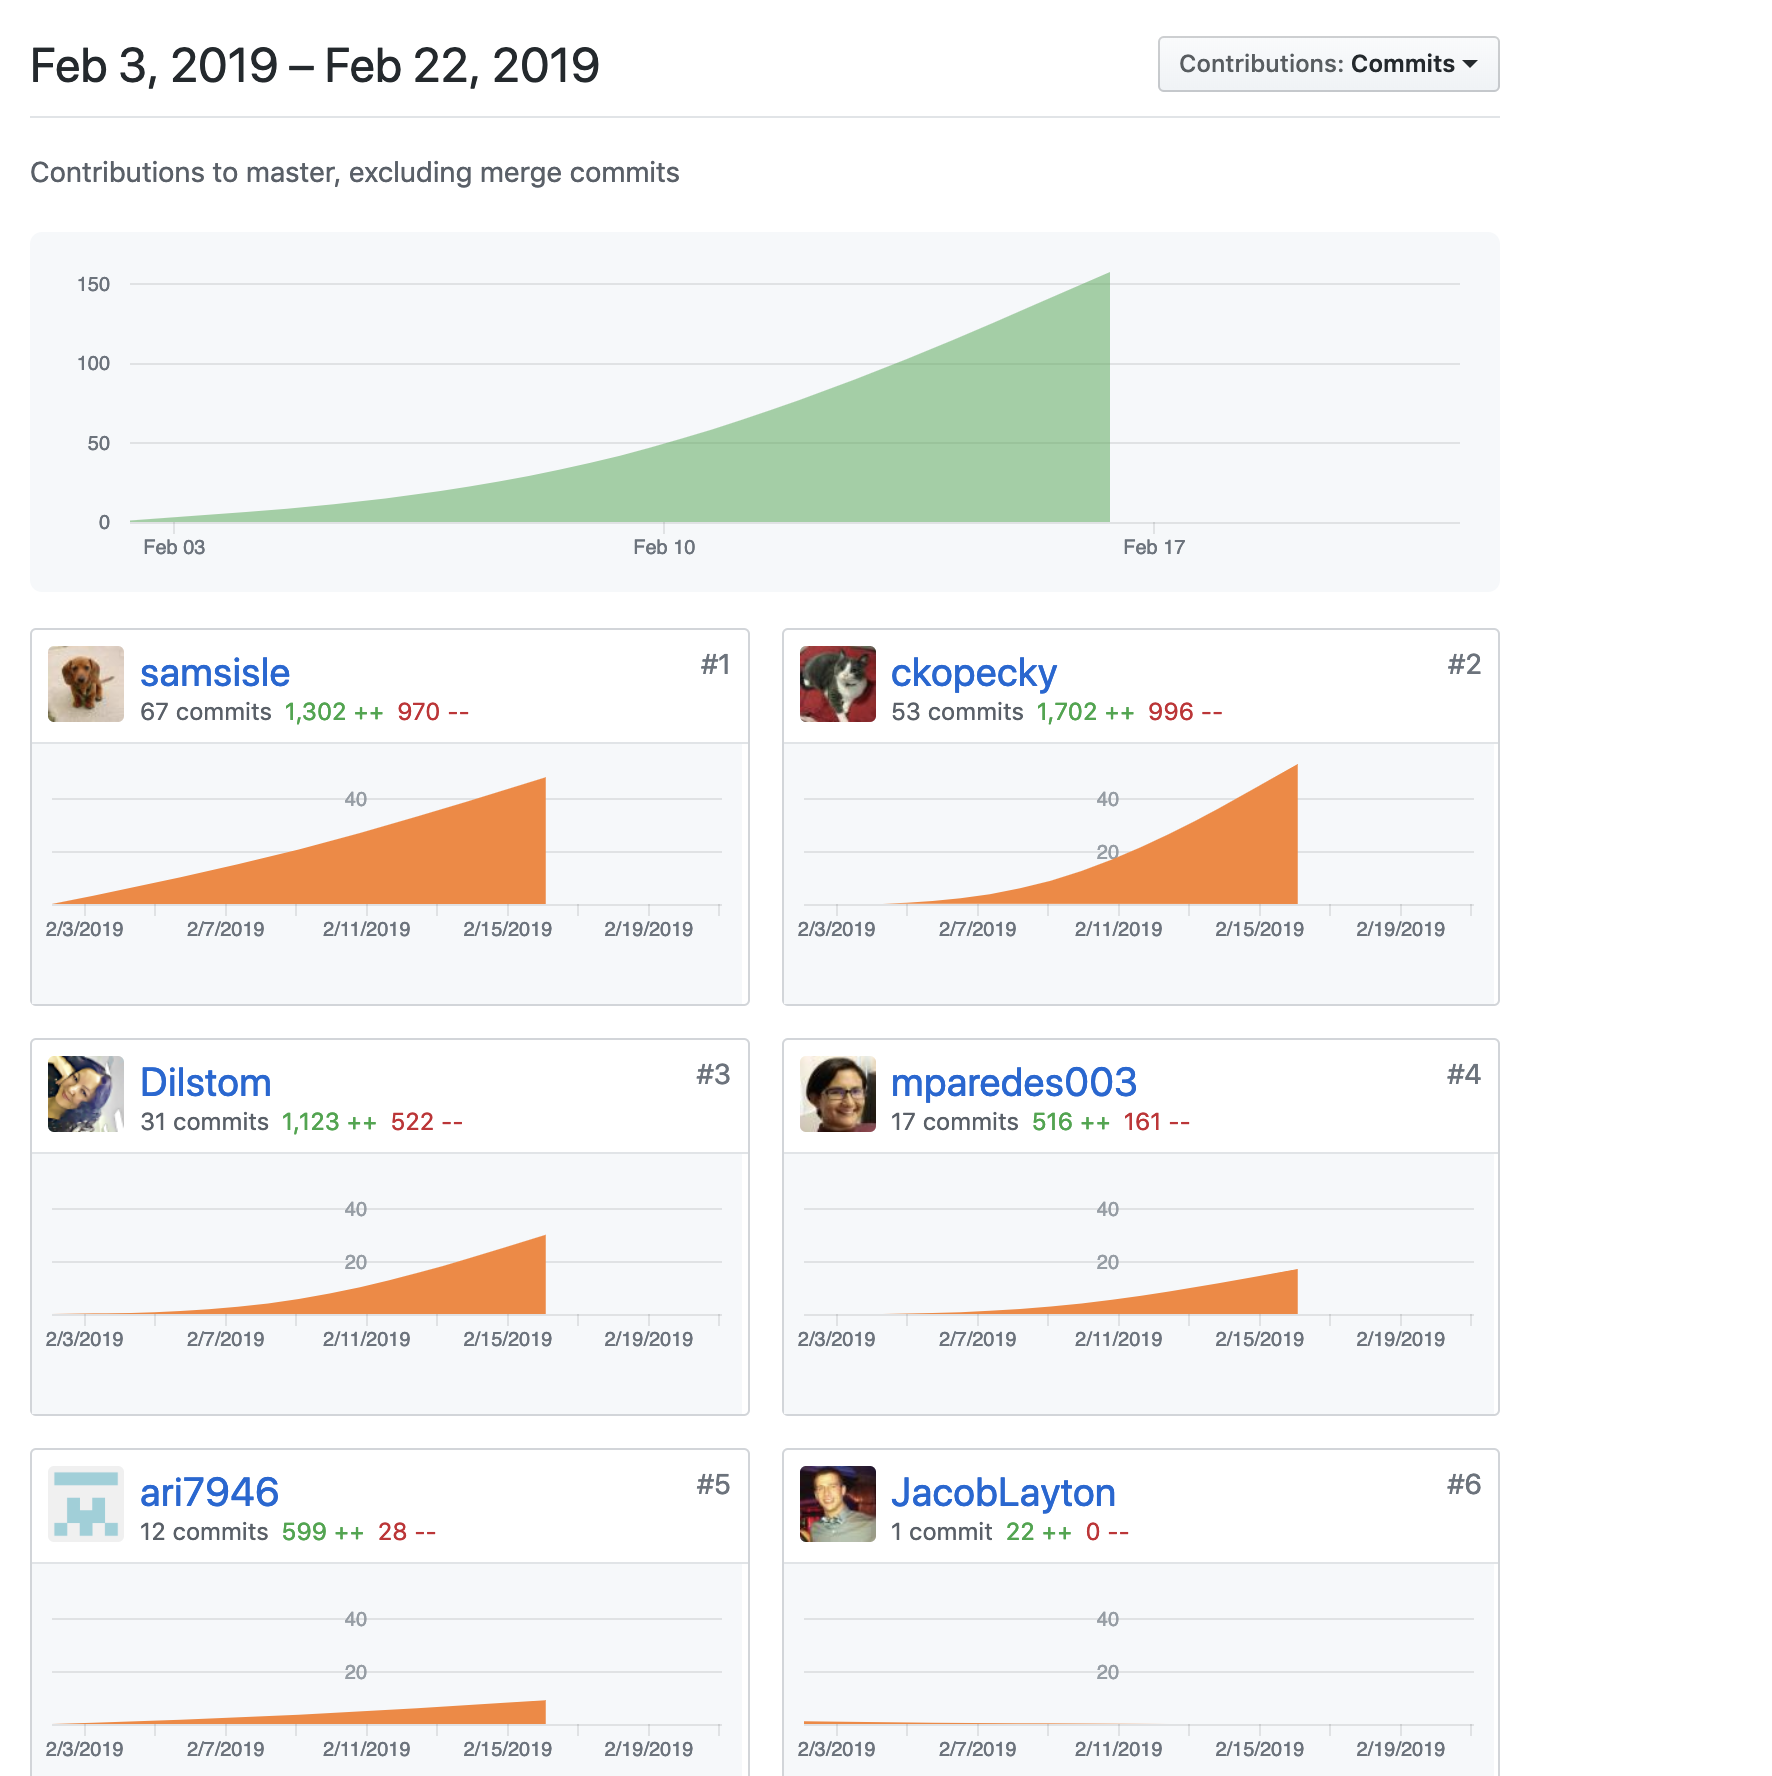 Feb 3, 2019 – Feb 22, 2019
Contributions: Commits
Contributions to master, excluding merge commits
150
100
50
0
Feb 03 Feb 10 Feb 17
samsisle #1
67 commits 1,302 ++ 970 --
40
2/3/2019 2/7/2019 2/11/2019 2/15/2019 2/19/2019
ckopecky #2
53 commits 1,702 ++ 996 --
40
20
2/3/2019 2/7/2019 2/11/2019 2/15/2019 2/19/2019
Dilstom #3
31 commits 1,123 ++ 522 --
40
20
2/3/2019 2/7/2019 2/11/2019 2/15/2019 2/19/2019
mparedes003 #4
17 commits 516 ++ 161 --
40
20
2/3/2019 2/7/2019 2/11/2019 2/15/2019 2/19/2019
ari7946 #5
12 commits 599 ++ 28 --
40
20
2/3/2019 2/7/2019 2/11/2019 2/15/2019 2/19/2019
JacobLayton #6
1 commit 22 ++ 0 --
40
20
2/3/2019 2/7/2019 2/11/2019 2/15/2019 2/19/2019